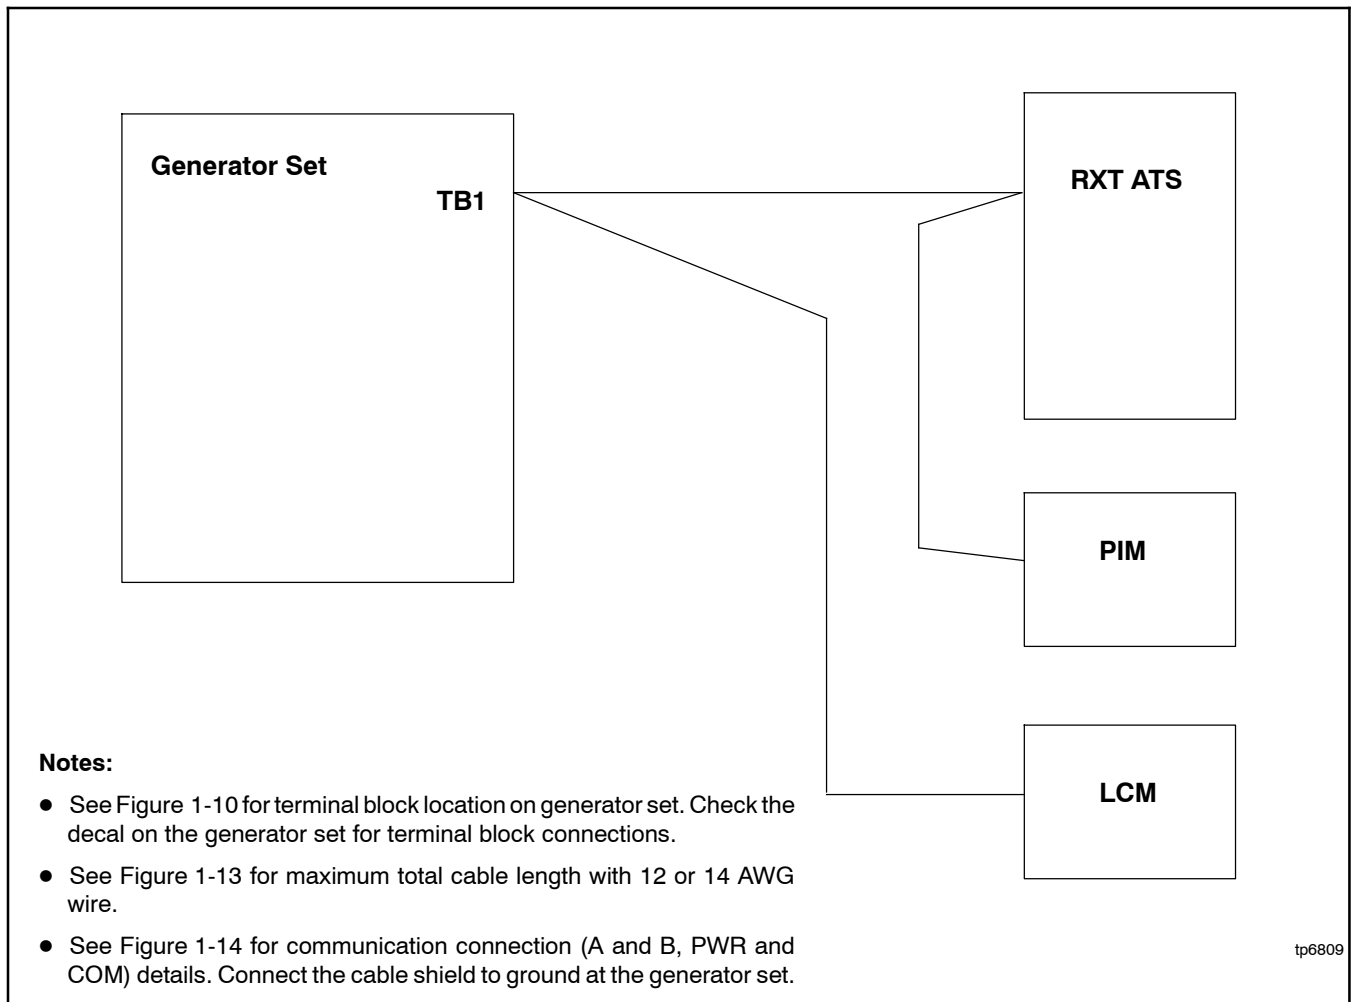 Generator Set
TB1
RXT ATS
PIM
LCM
Notes:
● See Figure 1-10 for terminal block location on generator set. Check the
decal on the generator set for terminal block connections.
● See Figure 1-13 for maximum total cable length with 12 or 14 AWG
wire.
● See Figure 1-14 for communication connection (A and B, PWR and
COM) details. Connect the cable shield to ground at the generator set.
tp6809